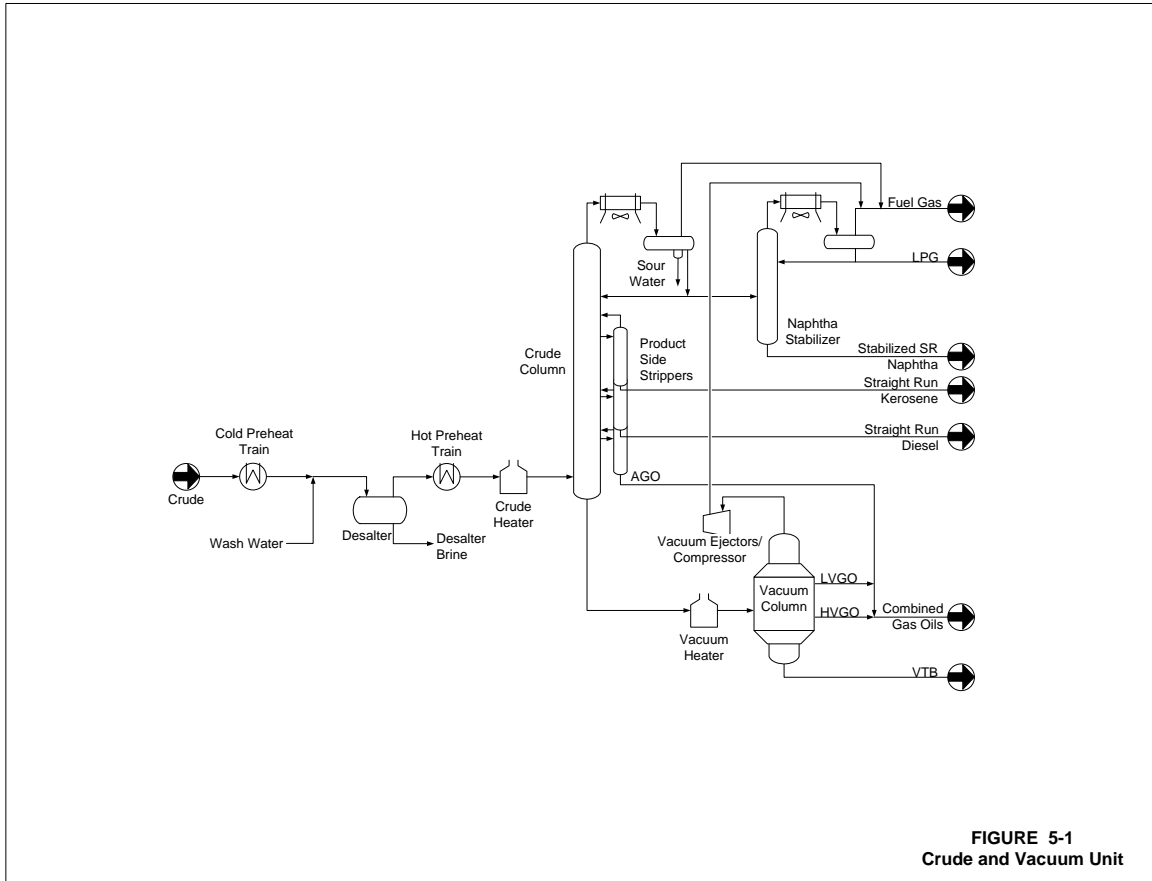 Fuel Gas
LPG
Sour
Water
Naphtha
Stabilizer
Crude
Column
Product
Side
Strippers
Stabilized SR
Naphtha
Straight Run
Kerosene
Straight Run
Diesel
Cold Preheat
Train
Hot Preheat
Train
AGO
Crude
Crude
Heater
Wash Water
Desalter
Desalter
Brine
Vacuum Ejectors/
Compressor
Vacuum
Column
LVGO
HVGO
Combined
Gas Oils
Vacuum
Heater
VTB
FIGURE 5-1
Crude and Vacuum Unit